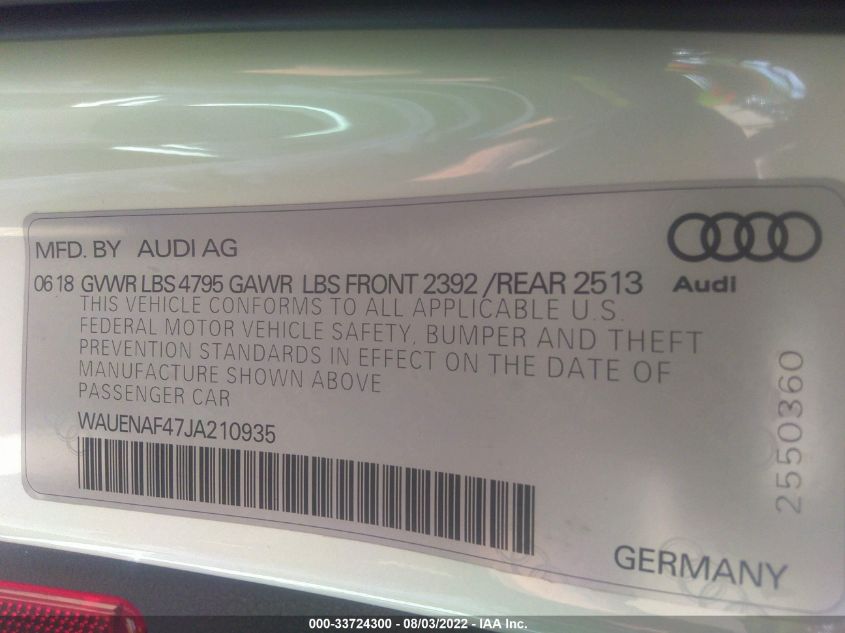 MFD. BY AUDI AG
0618 GVWR LBS 4795 GAWR LBS FRONT 2392 /REAR 2513
Audi
THIS VEHICLE CONFORMS TO ALL APPLICABLE U.S.
FEDERAL MOTOR VEHICLE SAFETY, BUMPER AND THEFT
PREVENTION STANDARDS IN EFFECT ON THE DATE OF
MANUFACTURE SHOWN ABOVE
PASSENGER CAR
WAUENAF47JA210935
2550360
GERMANY
000-33724300 - 08/03/2022 - IAA Inc.